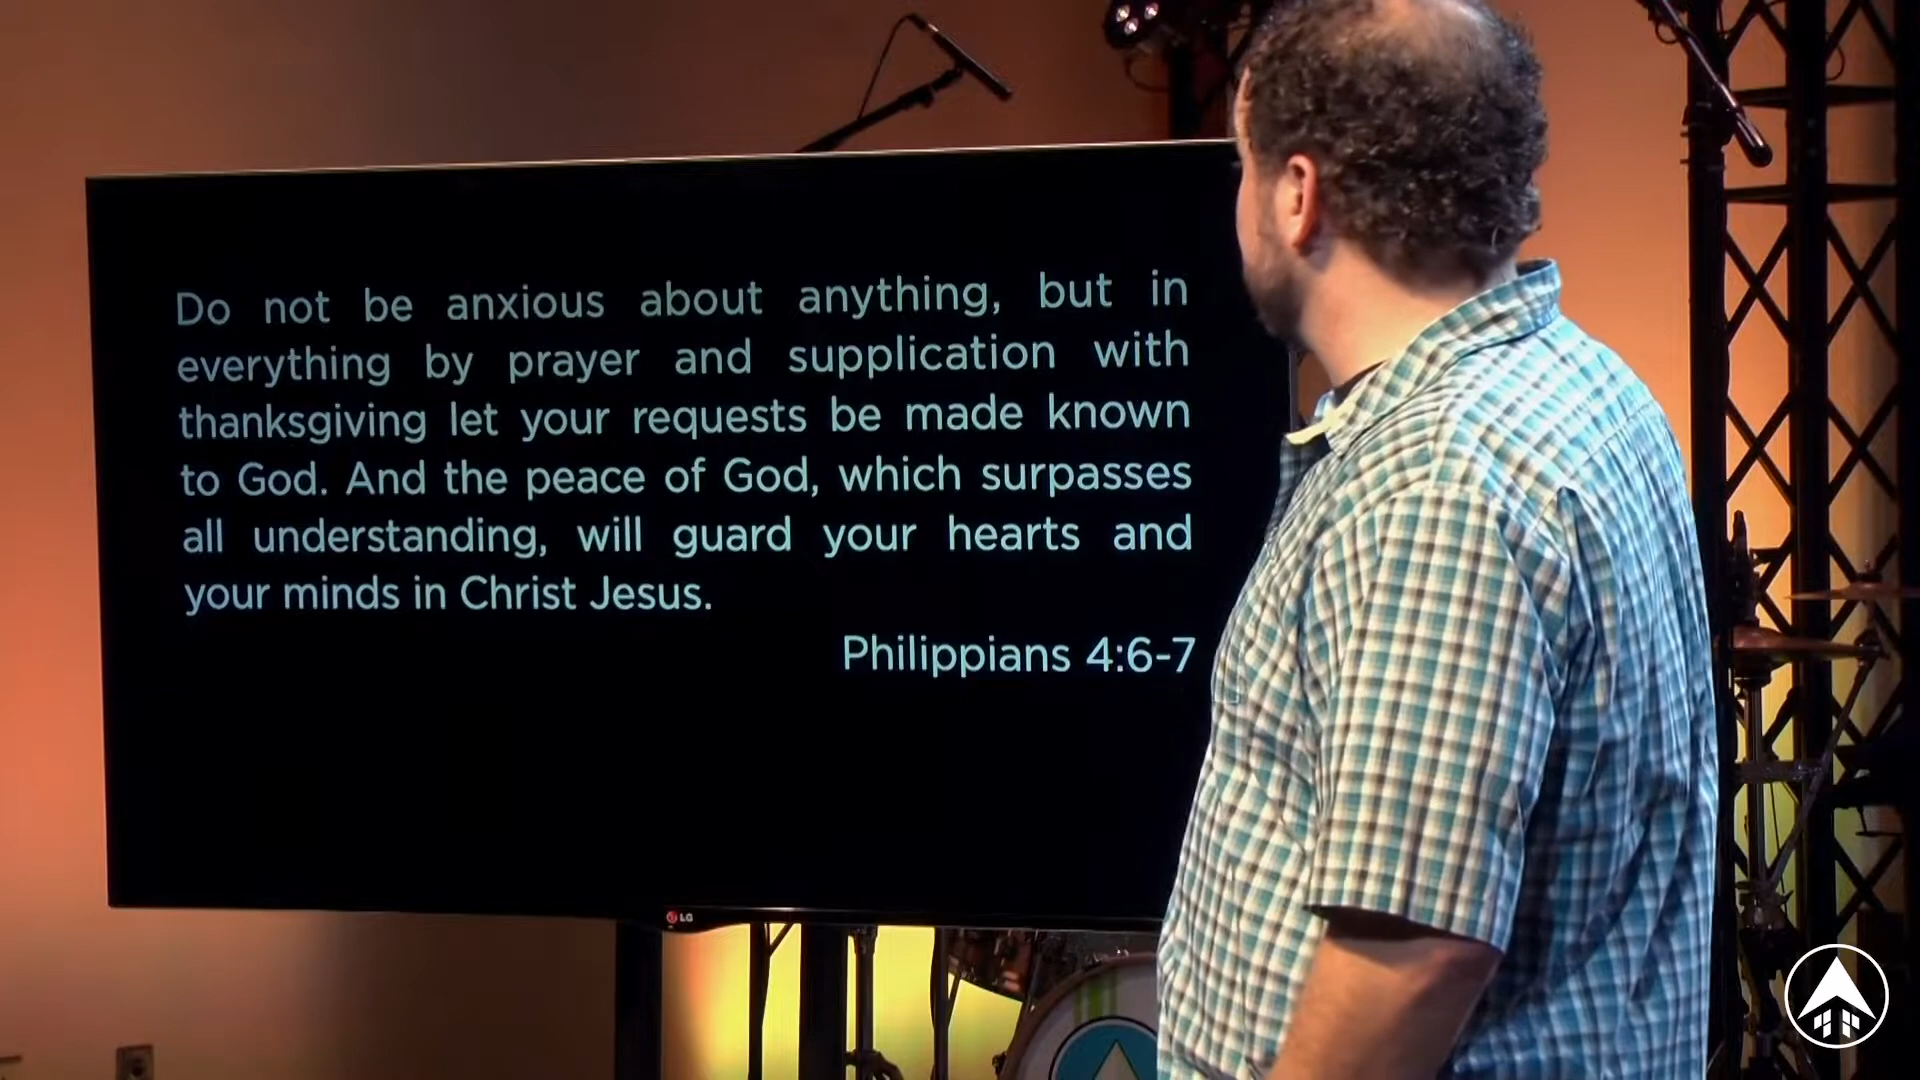 Do not be anxious about anything, but in
everything by prayer and supplication with
thanksgiving let your requests be made known
to God. And the peace of God, which surpasses
all understanding, will guard your hearts and
your minds in Christ Jesus.
Philippians 4:6-7
LG